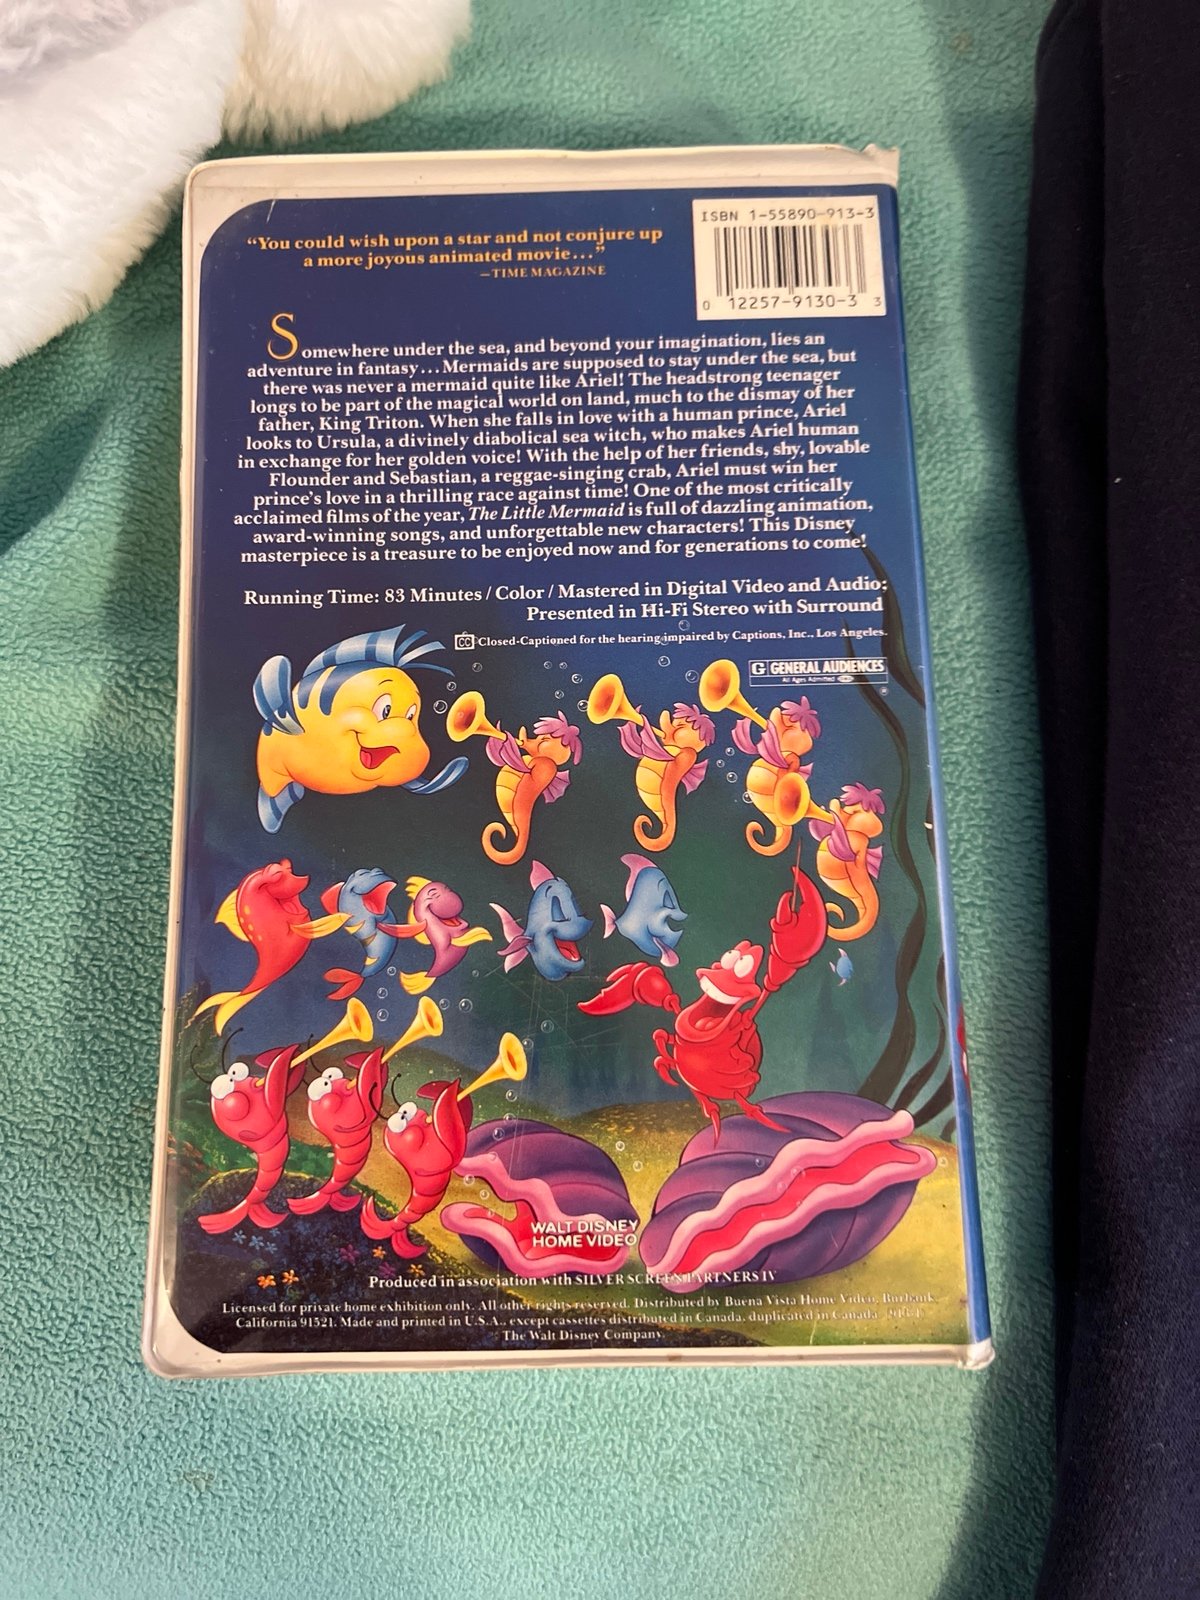 ISBN 1-55890-913-3
0 12257-9130-3 3
“You could wish upon a star and not conjure up
a more joyous animated movie...”
—TIME MAGAZINE
Somewhere under the sea, and beyond your imagination, lies an
adventure in fantasy...Mermaids are supposed to stay under the sea, but
there was never a mermaid quite like Ariel! The headstrong teenager
longs to be part of the magical world on land, much to the dismay of her
father, King Triton. When she falls in love with a human prince, Ariel
looks to Ursula, a divinely diabolical sea witch, who makes Ariel human
in exchange for her golden voice! With the help of her friends, shy, lovable
Flounder and Sebastian, a reggae-singing crab, Ariel must win her
prince's love in a thrilling race against time! One of the most critically
acclaimed films of the year, The Little Mermaid is full of dazzling animation,
award-winning songs, and unforgettable new characters! This Disney
masterpiece is a treasure to be enjoyed now and for generations to come!
Running Time: 83 Minutes / Color / Mastered in Digital Video and Audio;
Presented in Hi-Fi Stereo with Surround
CC Closed-Captioned for the hearing impaired by Captions, Inc., Los Angeles.
G GENERAL AUDIENCES
All Ages Admitted
®
WALT DISNEY
HOME VIDEO
Produced in association with SILVER SCREEN PARTNERS IV
Licensed for private home exhibition only. All other rights reserved. Distributed by Buena Vista Home Video, Burbank,
California 91521. Made and printed in U.S.A., except cassettes distributed in Canada, duplicated in Canada
The Walt Disney Company.